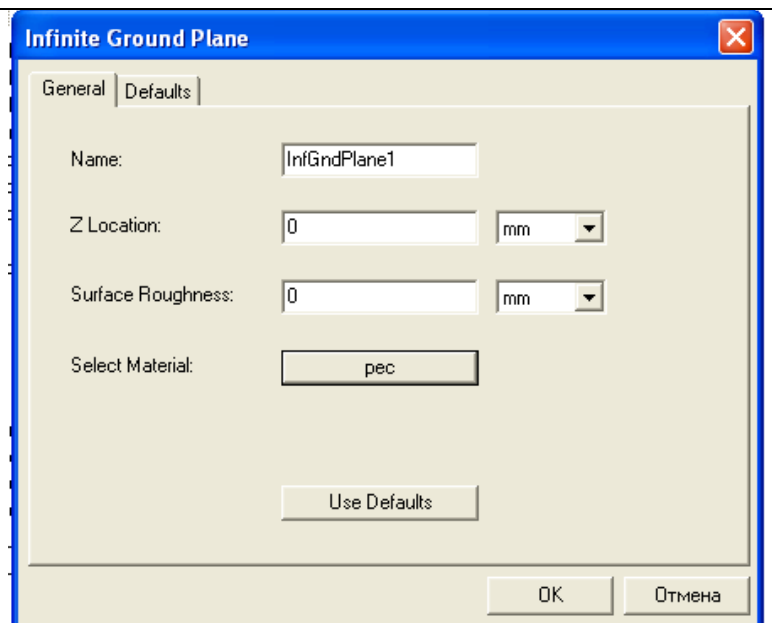 Infinite Ground Plane
General Defaults
Name: InfGndPlane1
Z Location: 0 mm
Surface Roughness: 0 mm
Select Material: pec
Use Defaults
OK Отмена